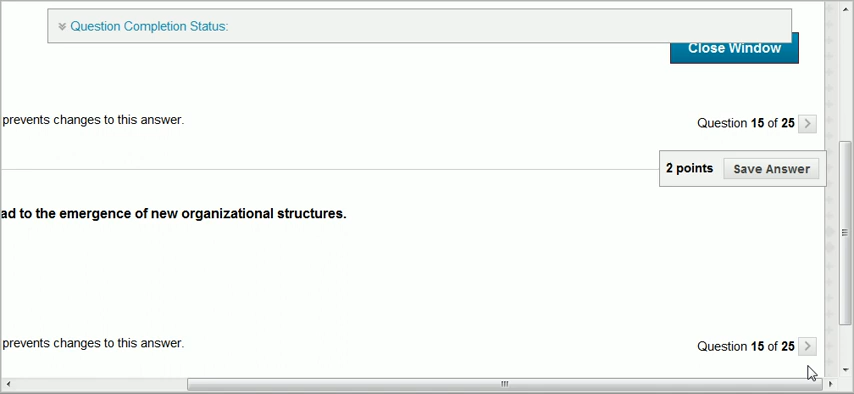 Question Completion Status:
Close Window
prevents changes to this answer.
Question 15 of 25
2 points
Save Answer
ad to the emergence of new organizational structures.
prevents changes to this answer.
Question 15 of 25